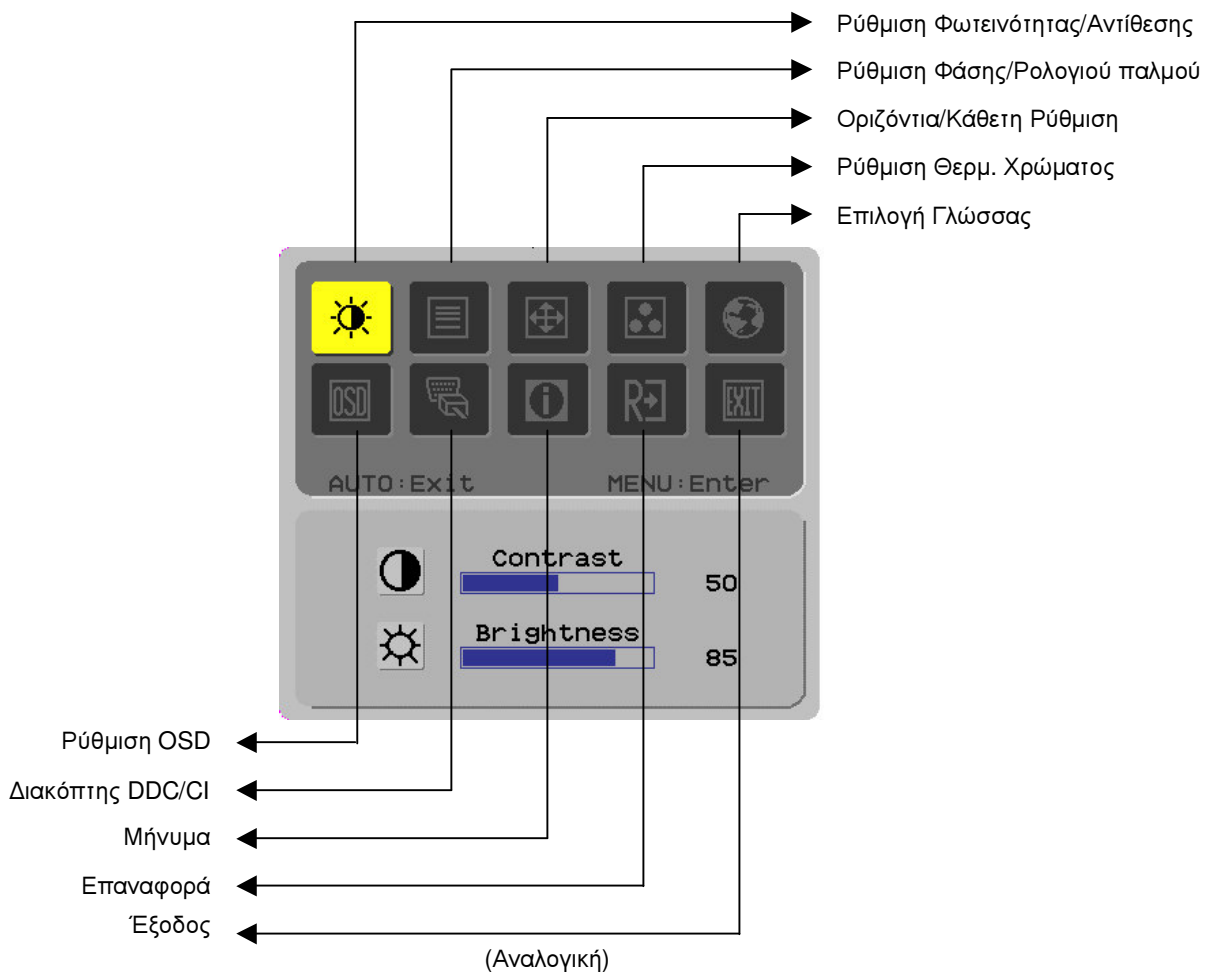 Ρύθμιση Φωτεινότητας/Αντίθεσης
Ρύθμιση Φάσης/Ρολογιού παλμού
Οριζόντια/Κάθετη Ρύθμιση
Ρύθμιση Θερμ. Χρώματος
Επιλογή Γλώσσας
OSD
i
R
EXIT
AUTO:Exit MENU:Enter
Contrast
50
Brightness
85
Ρύθμιση OSD
Διακόπτης DDC/CI
Μήνυμα
Επαναφορά
Έξοδος
(Αναλογική)